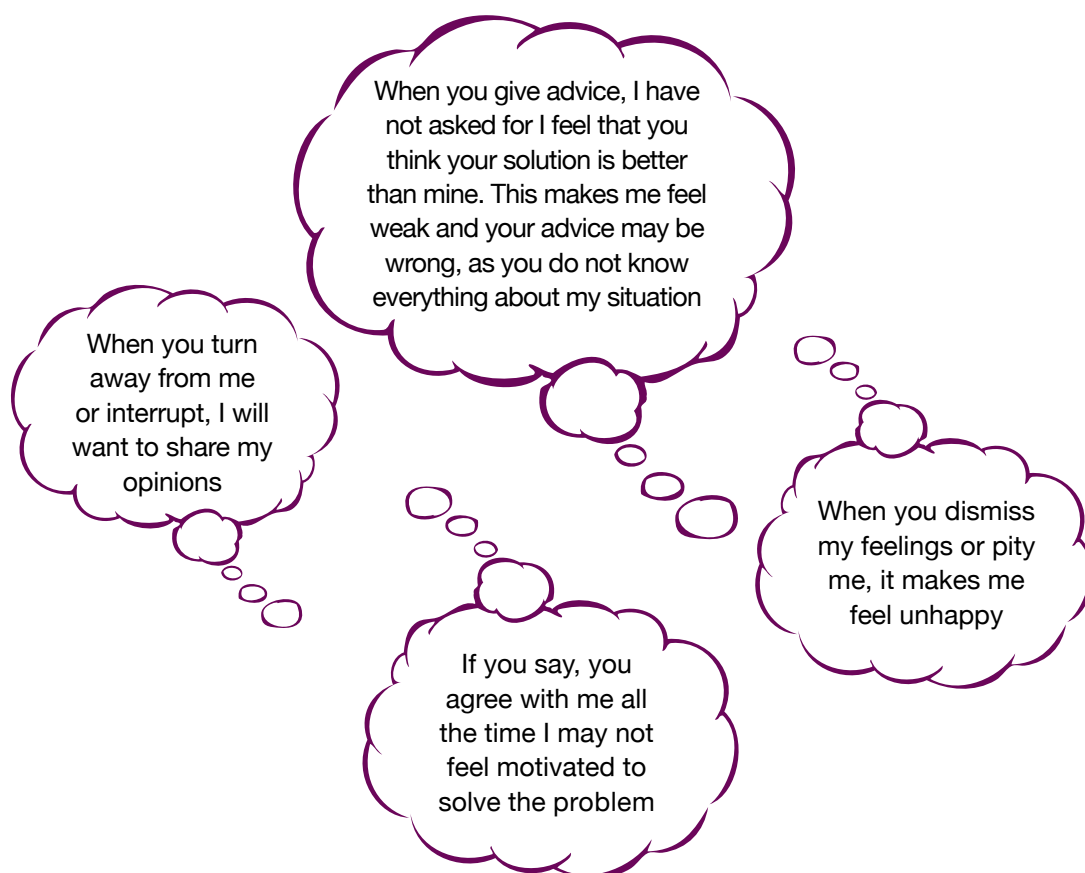 When you give advice, I have
not asked for I feel that you
think your solution is better
than mine. This makes me feel
weak and your advice may be
wrong, as you do not know
everything about my situation
When you turn
away from me
or interrupt, I will
want to share my
opinions
When you dismiss
my feelings or pity
me, it makes me
feel unhappy
If you say, you
agree with me all
the time I may not
feel motivated to
solve the problem